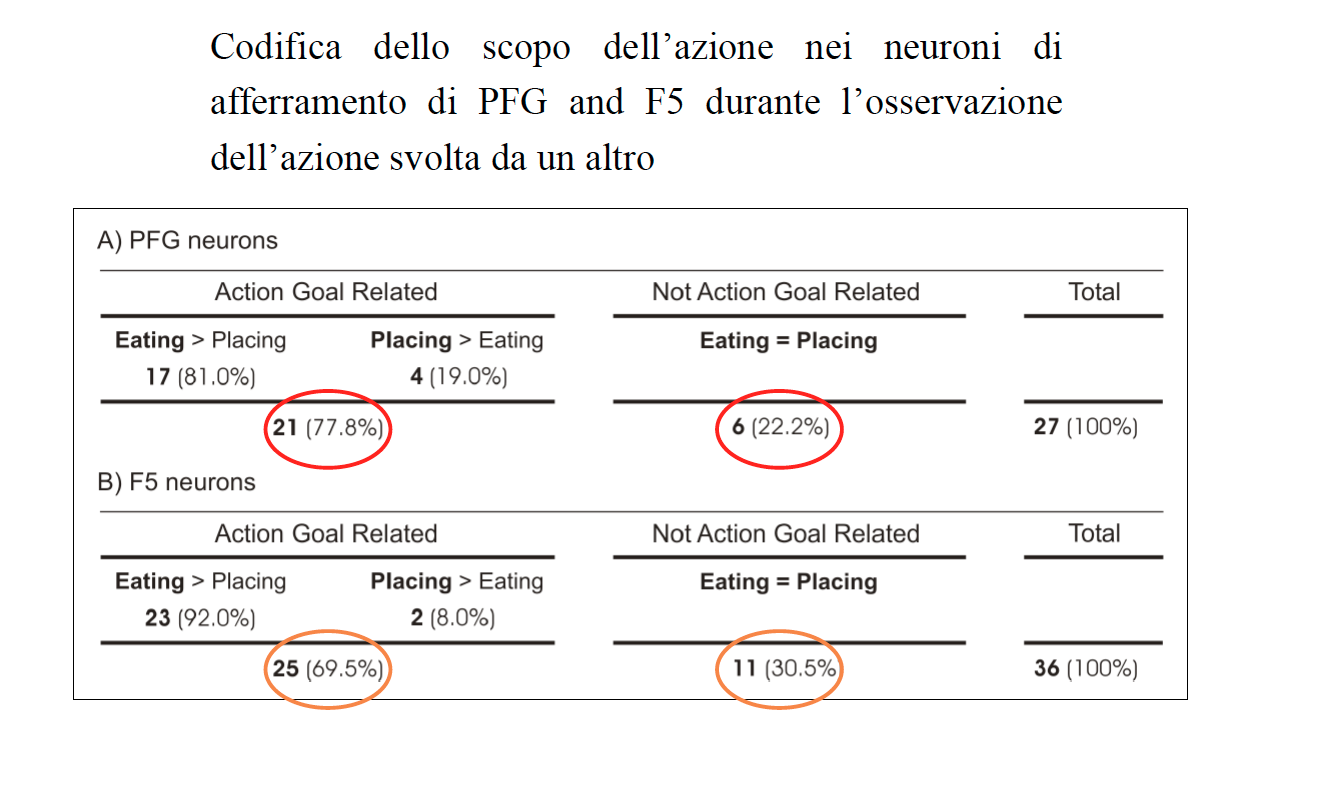 Codifica dello scopo dell’azione nei neuroni di
afferramento di PFG and F5 durante l’osservazione
dell’azione svolta da un altro
A) PFG neurons
Action Goal Related Not Action Goal Related Total
Eating > Placing Placing > Eating Eating = Placing
17 (81.0%) 4 (19.0%)
21 (77.8%) 6 (22.2%) 27 (100%)
B) F5 neurons
Action Goal Related Not Action Goal Related Total
Eating > Placing Placing > Eating Eating = Placing
23 (92.0%) 2 (8.0%)
25 (69.5%) 11 (30.5% 36 (100%)